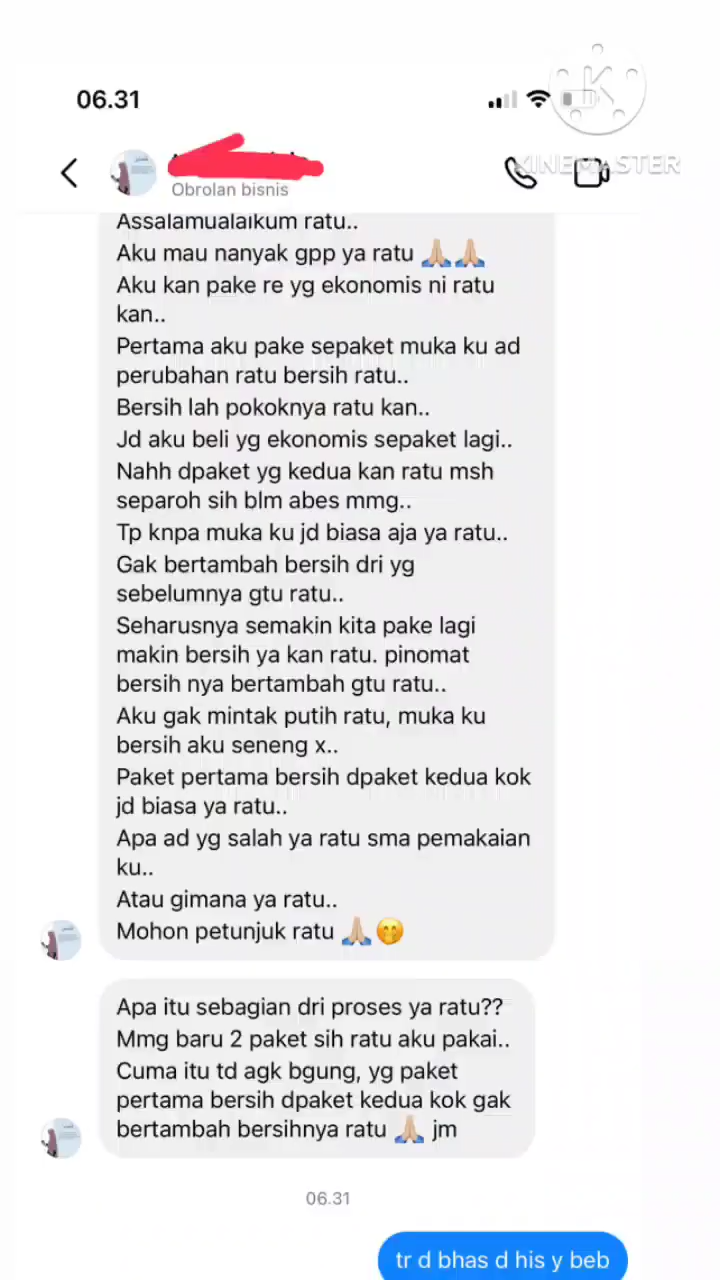 06.31
KINEMASTER
Obrolan bisnis
Assalamualaikum ratu..
Aku mau nanyak gpp ya ratu 🙏🏼🙏🏼
Aku kan pake re yg ekonomis ni ratu
kan..
Pertama aku pake sepaket muka ku ad
perubahan ratu bersih ratu..
Bersih lah pokoknya ratu kan..
Jd aku beli yg ekonomis sepaket lagi..
Nahh dpaket yg kedua kan ratu msh
separoh sih blm abes mmg..
Tp knpa muka ku jd biasa aja ya ratu..
Gak bertambah bersih dri yg
sebelumnya gtu ratu..
Seharusnya semakin kita pake lagi
makin bersih ya kan ratu. pinomat
bersih nya bertambah gtu ratu..
Aku gak mintak putih ratu, muka ku
bersih aku seneng x..
Paket pertama bersih dpaket kedua kok
jd biasa ya ratu..
Apa ad yg salah ya ratu sma pemakaian
ku..
Atau gimana ya ratu..
Mohon petunjuk ratu 🙏🏼🤭
Apa itu sebagian dri proses ya ratu??
Mmg baru 2 paket sih ratu aku pakai..
Cuma itu td agk bgung, yg paket
pertama bersih dpaket kedua kok gak
bertambah bersihnya ratu 🙏🏼 jm
06.31
tr d bhas d his y beb